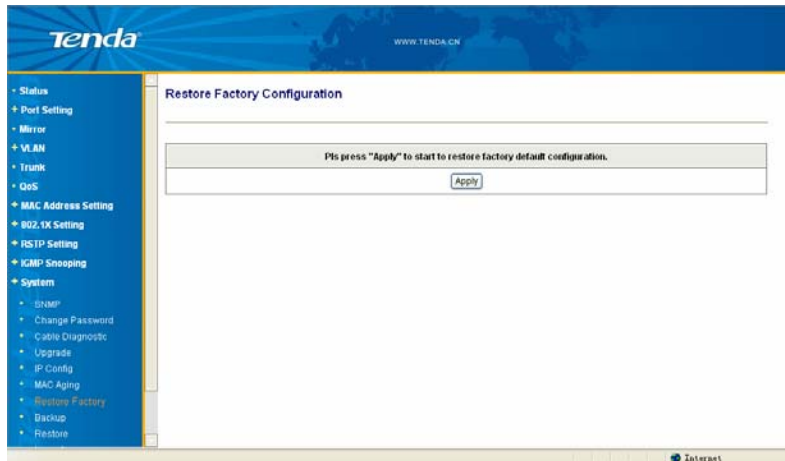 Tenda
WWW.TENDA.CN
Status
Port Setting
Mirror
VLAN
Trunk
QoS
MAC Address Setting
802.1X Setting
RSTP Setting
IGMP Snooping
System
SNMP
Change Password
Cable Diagnostic
Upgrade
IP Config
MAC Aging
Restore Factory
Backup
Restore
Restore Factory Configuration
Pls press "Apply" to start to restore factory default configuration.
Apply
Internet